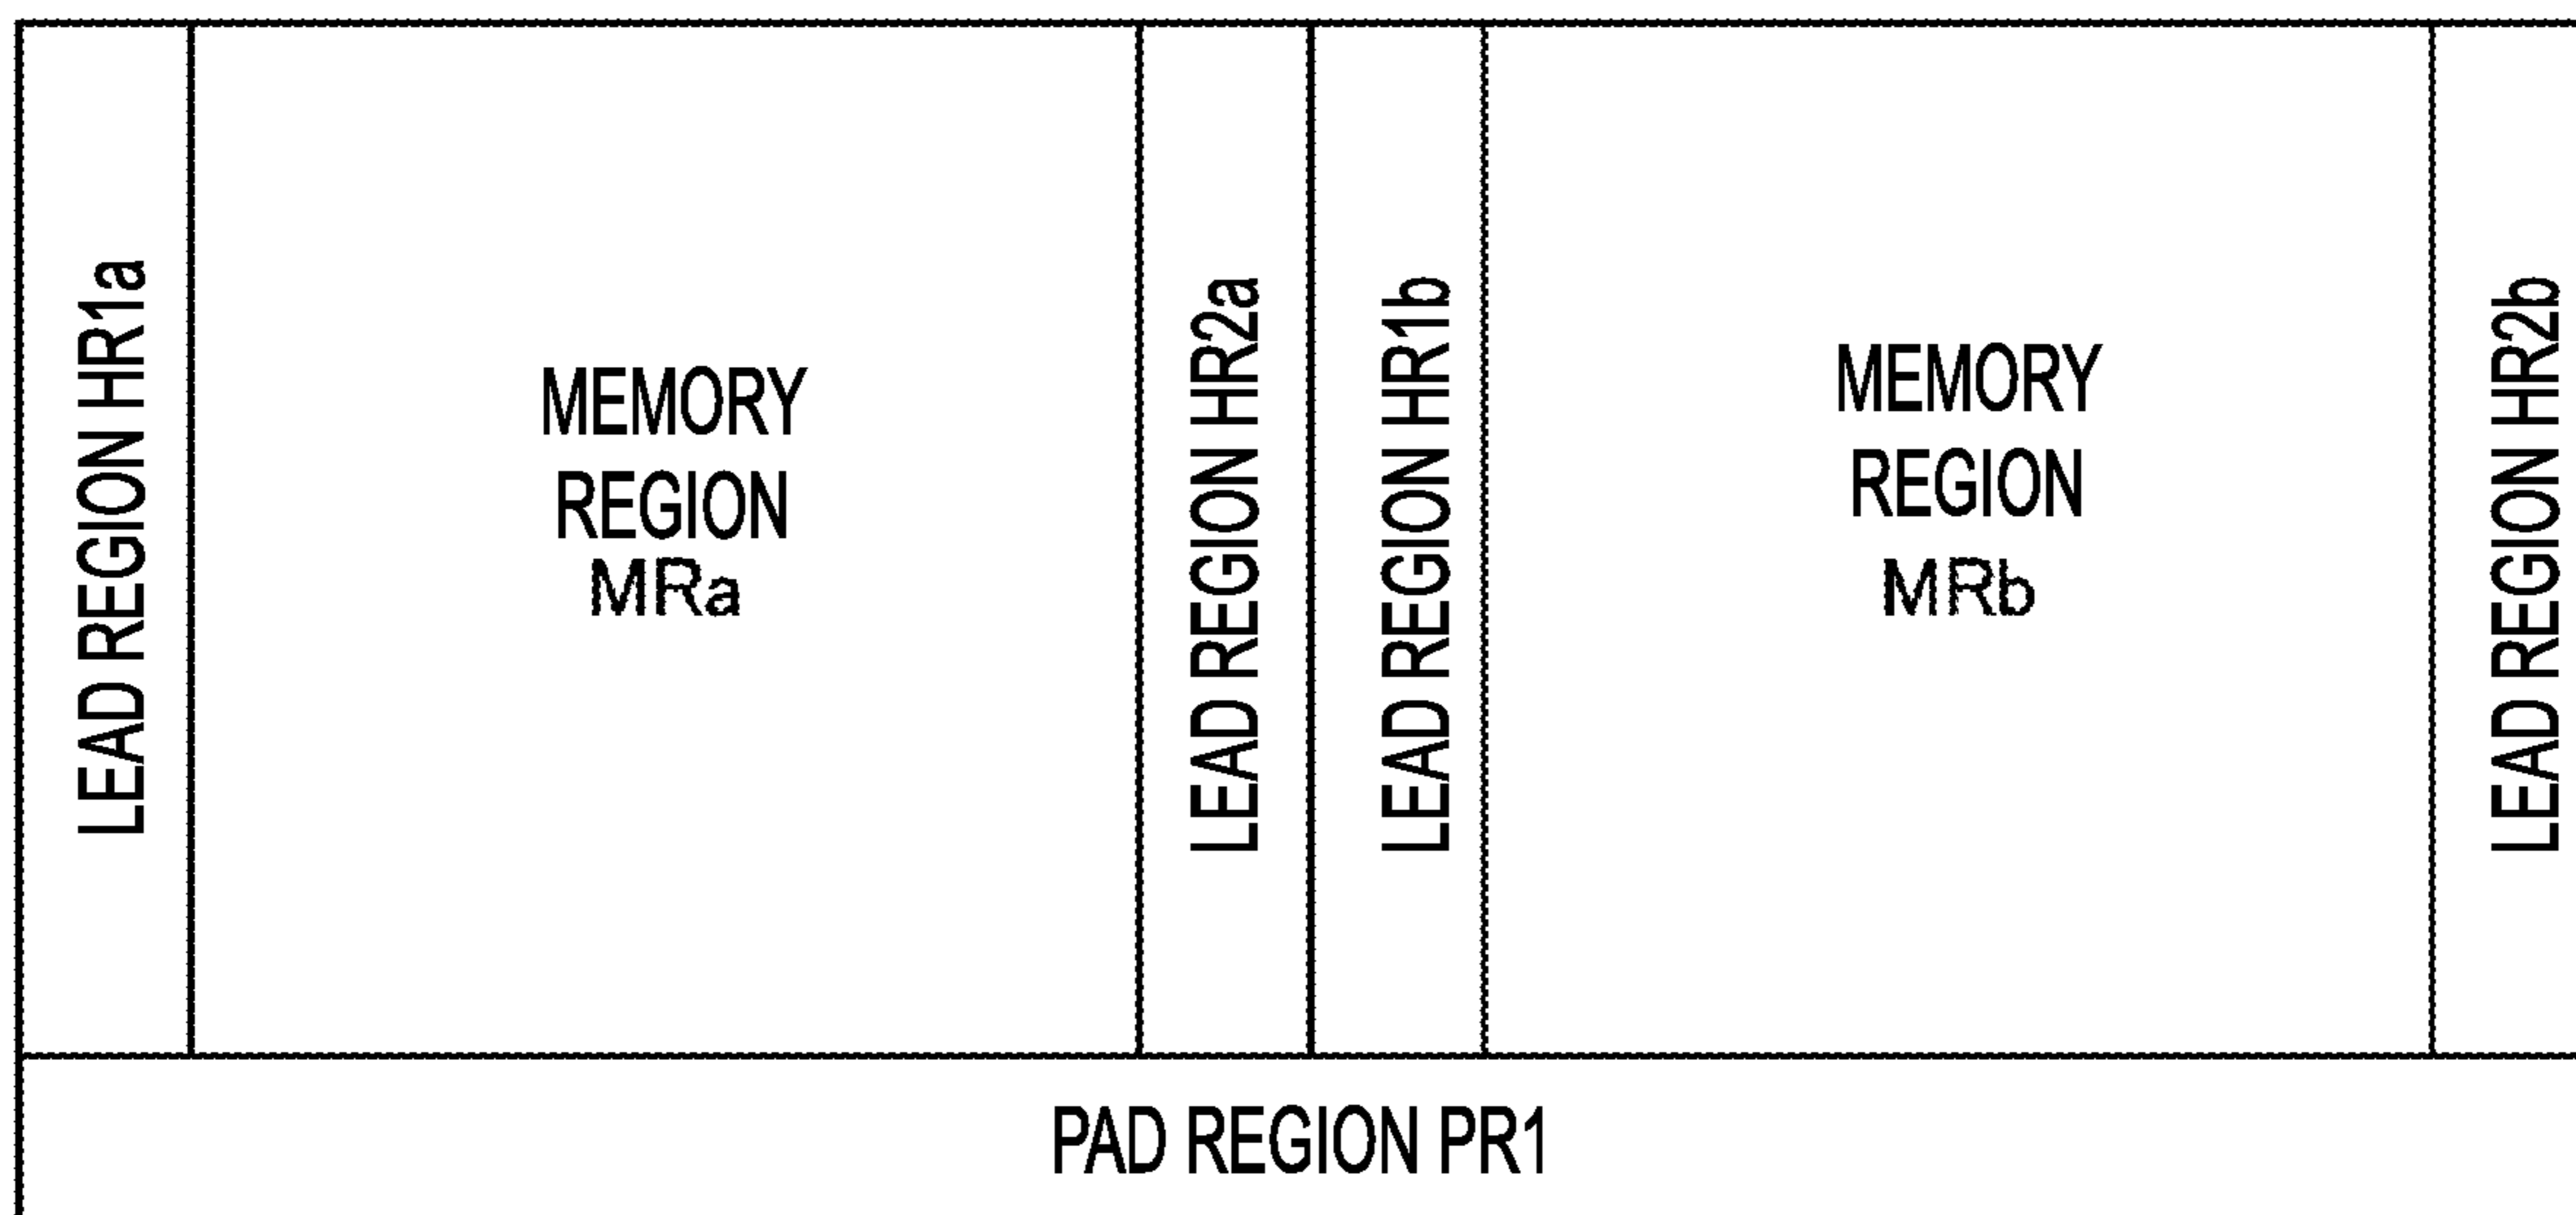 LEAD REGION HR1a
MEMORY
REGION
MRa
LEAD REGION HR2a
LEAD REGION HR1b
MEMORY
REGION
MRb
LEAD REGION HR2b
PAD REGION PR1